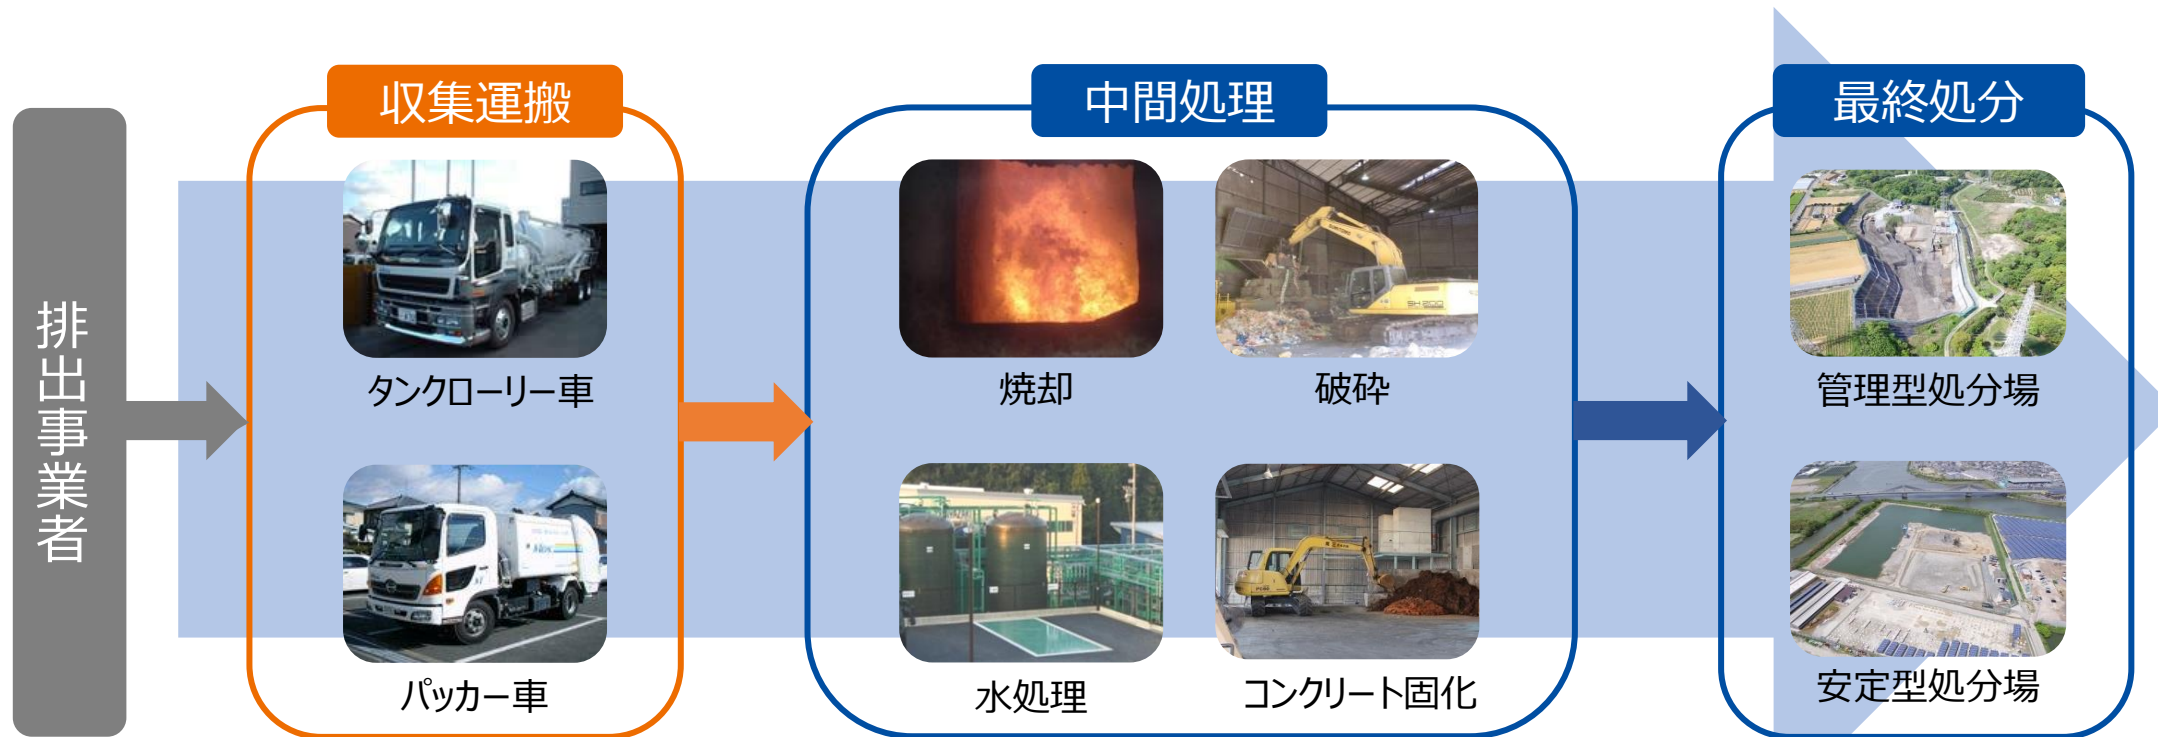 排出事業者
収集運搬
タンクローリー車
パッカー車
中間処理
焼却
破砕
水処理
コンクリート固化
最終処分
管理型処分場
安定型処分場